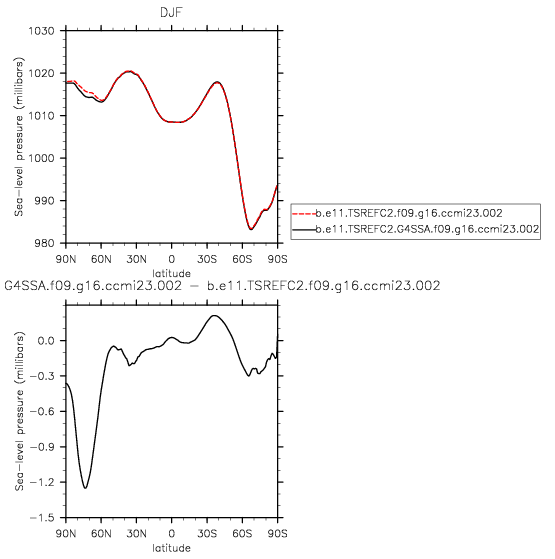 DJF
1030
1020
1010
1000
990
980
Sea-level pressure (millibars)
90N 60N 30N 0 30S 60S 90S
latitude
b.e11.TSREFC2.f09.g16.ccmi23.002
b.e11.TSREFC2.G4SSA.f09.g16.ccmi23.002
G4SSA.f09.g16.ccmi23.002 - b.e11.TSREFC2.f09.g16.ccmi23.002
0.0
-0.3
-0.6
-0.9
-1.2
-1.5
Sea-level pressure (millibars)
90N 60N 30N 0 30S 60S 90S
latitude